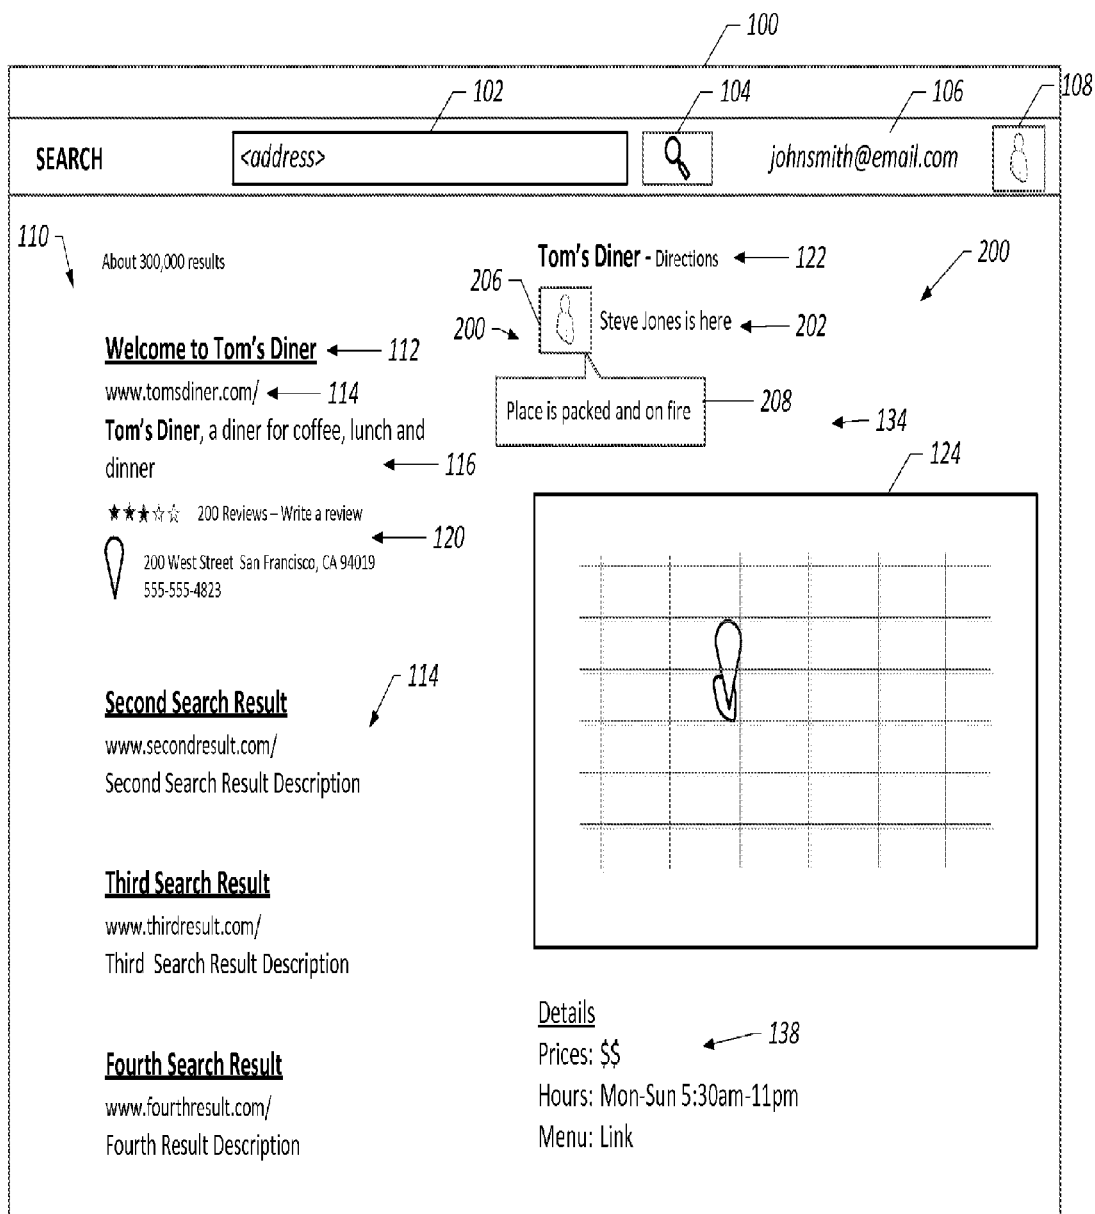 100
102
104
106
108
SEARCH
<address>
johnsmith@email.com
110
About 300,000 results
Welcome to Tom's Diner
112
www.tomsdiner.com/
114
Tom's Diner, a diner for coffee, lunch and
dinner
116
200 Reviews – Write a review
120
200 West Street San Francisco, CA 94019
555-555-4823
Second Search Result
114
www.secondresult.com/
Second Search Result Description
Third Search Result
www.thirdresult.com/
Third Search Result Description
Fourth Search Result
www.fourthresult.com/
Fourth Result Description
Tom's Diner - Directions
122
200
206
Steve Jones is here
202
200
Place is packed and on fire
208
134
124
Details
138
Prices: $$
Hours: Mon-Sun 5:30am-11pm
Menu: Link